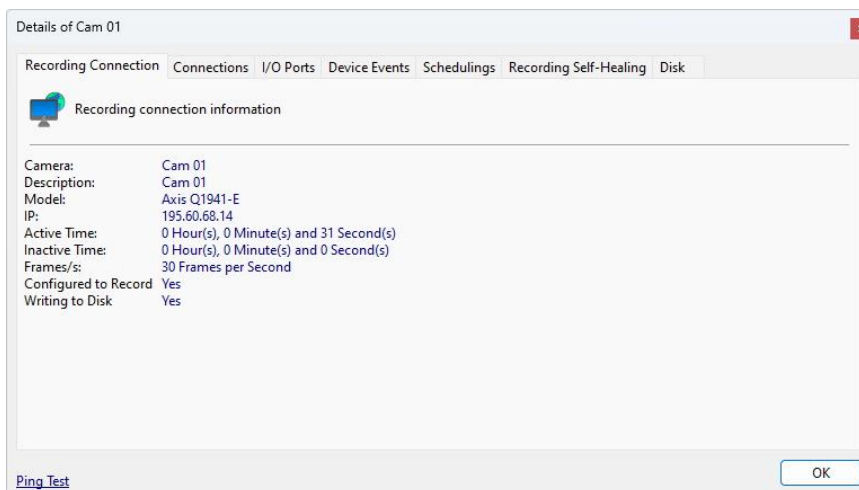 Details of Cam 01
Recording Connection Connections I/O Ports Device Events Schedulings Recording Self-Healing Disk
Recording connection information
Camera: Cam 01
Description: Cam 01
Model: Axis Q1941-E
IP: 195.60.68.14
Active Time: 0 Hour(s), 0 Minute(s) and 31 Second(s)
Inactive Time: 0 Hour(s), 0 Minute(s) and 0 Second(s)
Frames/s: 30 Frames per Second
Configured to Record Yes
Writing to Disk Yes
Ping Test
OK